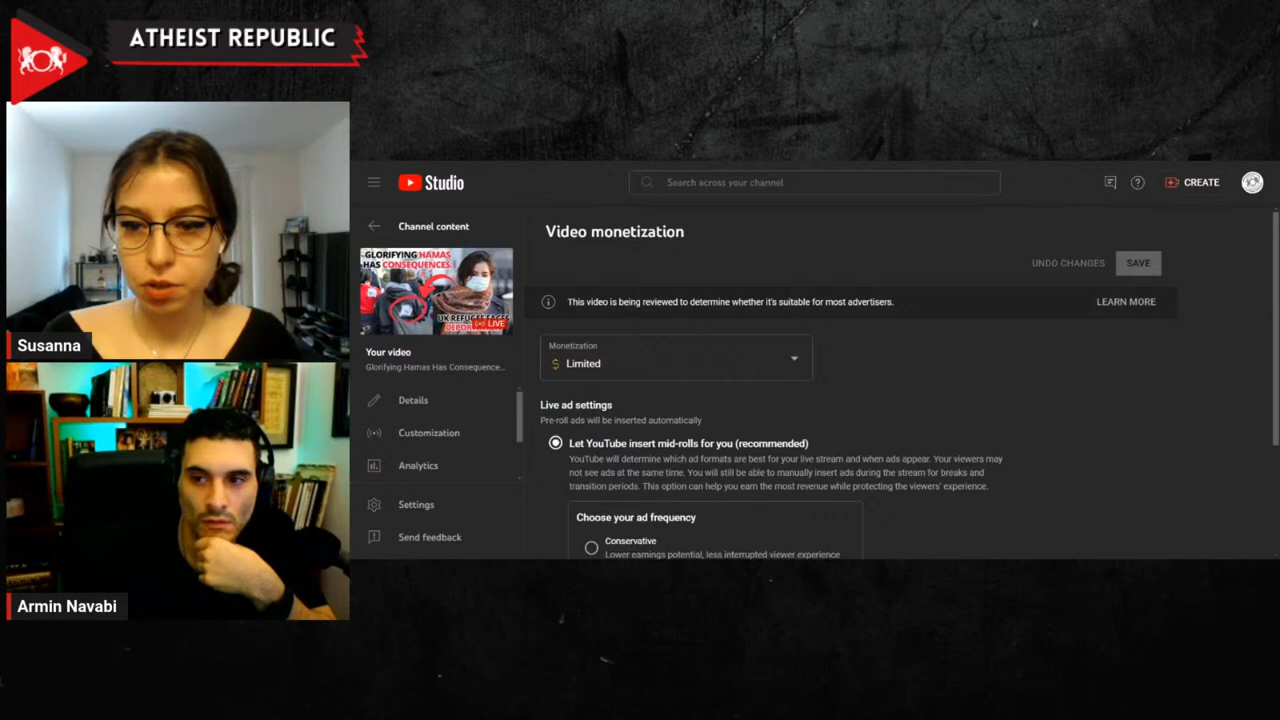 ATHEIST REPUBLIC
Susanna
Armin Navabi
Studio
Search across your channel
CREATE
Channel content
GLORIFYING HAMAS
HAS CONSEQUENCES
UK REFUGEE FACES
LIVE
Your video
Glorifying Hamas Has Consequence...
Details
Customization
Analytics
Settings
Send feedback
Video monetization
UNDO CHANGES
SAVE
This video is being reviewed to determine whether it's suitable for most advertisers.
LEARN MORE
Monetization
Limited
Live ad settings
Pre-roll ads will be inserted automatically
Let YouTube insert mid-rolls for you (recommended)
YouTube will determine which ad formats are best for your live stream and when ads appear. Your viewers may
not see ads at the same time. You will still be able to manually insert ads during the stream for breaks and
transition periods. This option can help you earn the most revenue while protecting the viewers' experience.
Choose your ad frequency
Conservative
Lower earnings potential, less interrupted viewer experience